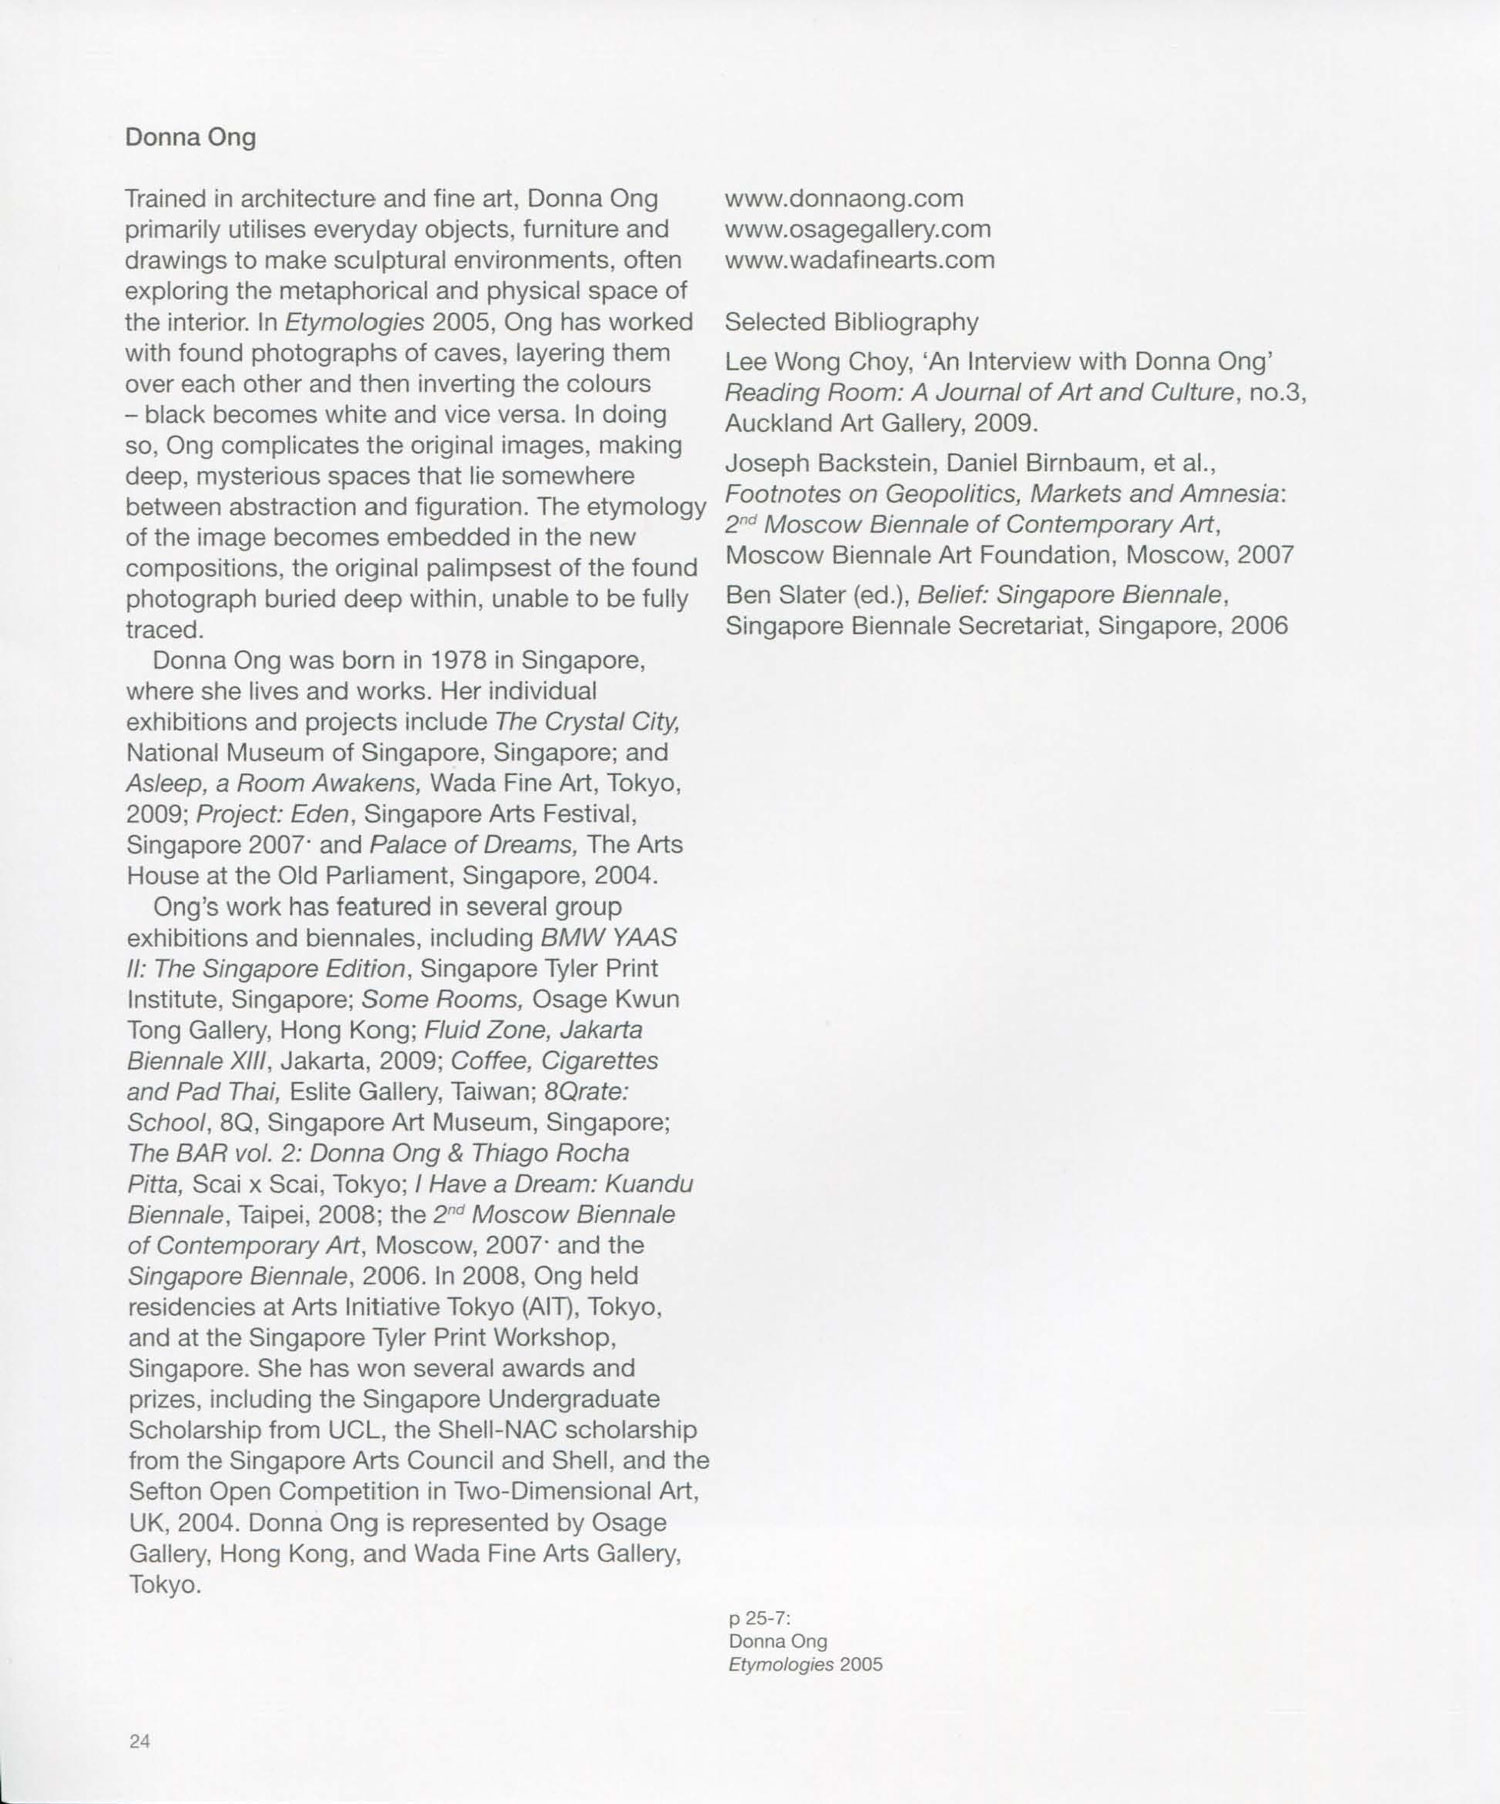 Donna Ong
Trained in architecture and fine art, Donna Ong
primarily utilises everyday objects, furniture and
drawings to make sculptural environments, often
exploring the metaphorical and physical space of
the interior. In Etymologies 2005, Ong has worked
with found photographs of caves, layering them
over each other and then inverting the colours
– black becomes white and vice versa. In doing
so, Ong complicates the original images, making
deep, mysterious spaces that lie somewhere
between abstraction and figuration. The etymology
of the image becomes embedded in the new
compositions, the original palimpsest of the found
photograph buried deep within, unable to be fully
traced.
Donna Ong was born in 1978 in Singapore,
where she lives and works. Her individual
exhibitions and projects include The Crystal City,
National Museum of Singapore, Singapore; and
Asleep, a Room Awakens, Wada Fine Art, Tokyo,
2009; Project: Eden, Singapore Arts Festival,
Singapore 2007· and Palace of Dreams, The Arts
House at the Old Parliament, Singapore, 2004.
Ong’s work has featured in several group
exhibitions and biennales, including BMW YAAS
II: The Singapore Edition, Singapore Tyler Print
Institute, Singapore; Some Rooms, Osage Kwun
Tong Gallery, Hong Kong; Fluid Zone, Jakarta
Biennale XIII, Jakarta, 2009; Coffee, Cigarettes
and Pad Thai, Eslite Gallery, Taiwan; 8Qrate:
School, 8Q, Singapore Art Museum, Singapore;
The BAR vol. 2: Donna Ong & Thiago Rocha
Pitta, Scai x Scai, Tokyo; I Have a Dream: Kuandu
Biennale, Taipei, 2008; the 2nd Moscow Biennale
of Contemporary Art, Moscow, 2007· and the
Singapore Biennale, 2006. In 2008, Ong held
residencies at Arts Initiative Tokyo (AIT), Tokyo,
and at the Singapore Tyler Print Workshop,
Singapore. She has won several awards and
prizes, including the Singapore Undergraduate
Scholarship from UCL, the Shell-NAC scholarship
from the Singapore Arts Council and Shell, and the
Sefton Open Competition in Two-Dimensional Art,
UK, 2004. Donna Ong is represented by Osage
Gallery, Hong Kong, and Wada Fine Arts Gallery,
Tokyo.
www.donnaong.com
www.osagegallery.com
www.wadafinearts.com
Selected Bibliography
Lee Wong Choy, ‘An Interview with Donna Ong’
Reading Room: A Journal of Art and Culture, no.3,
Auckland Art Gallery, 2009.
Joseph Backstein, Daniel Birnbaum, et al.,
Footnotes on Geopolitics, Markets and Amnesia:
2nd Moscow Biennale of Contemporary Art,
Moscow Biennale Art Foundation, Moscow, 2007
Ben Slater (ed.), Belief: Singapore Biennale,
Singapore Biennale Secretariat, Singapore, 2006
p 25-7:
Donna Ong
Etymologies 2005
24